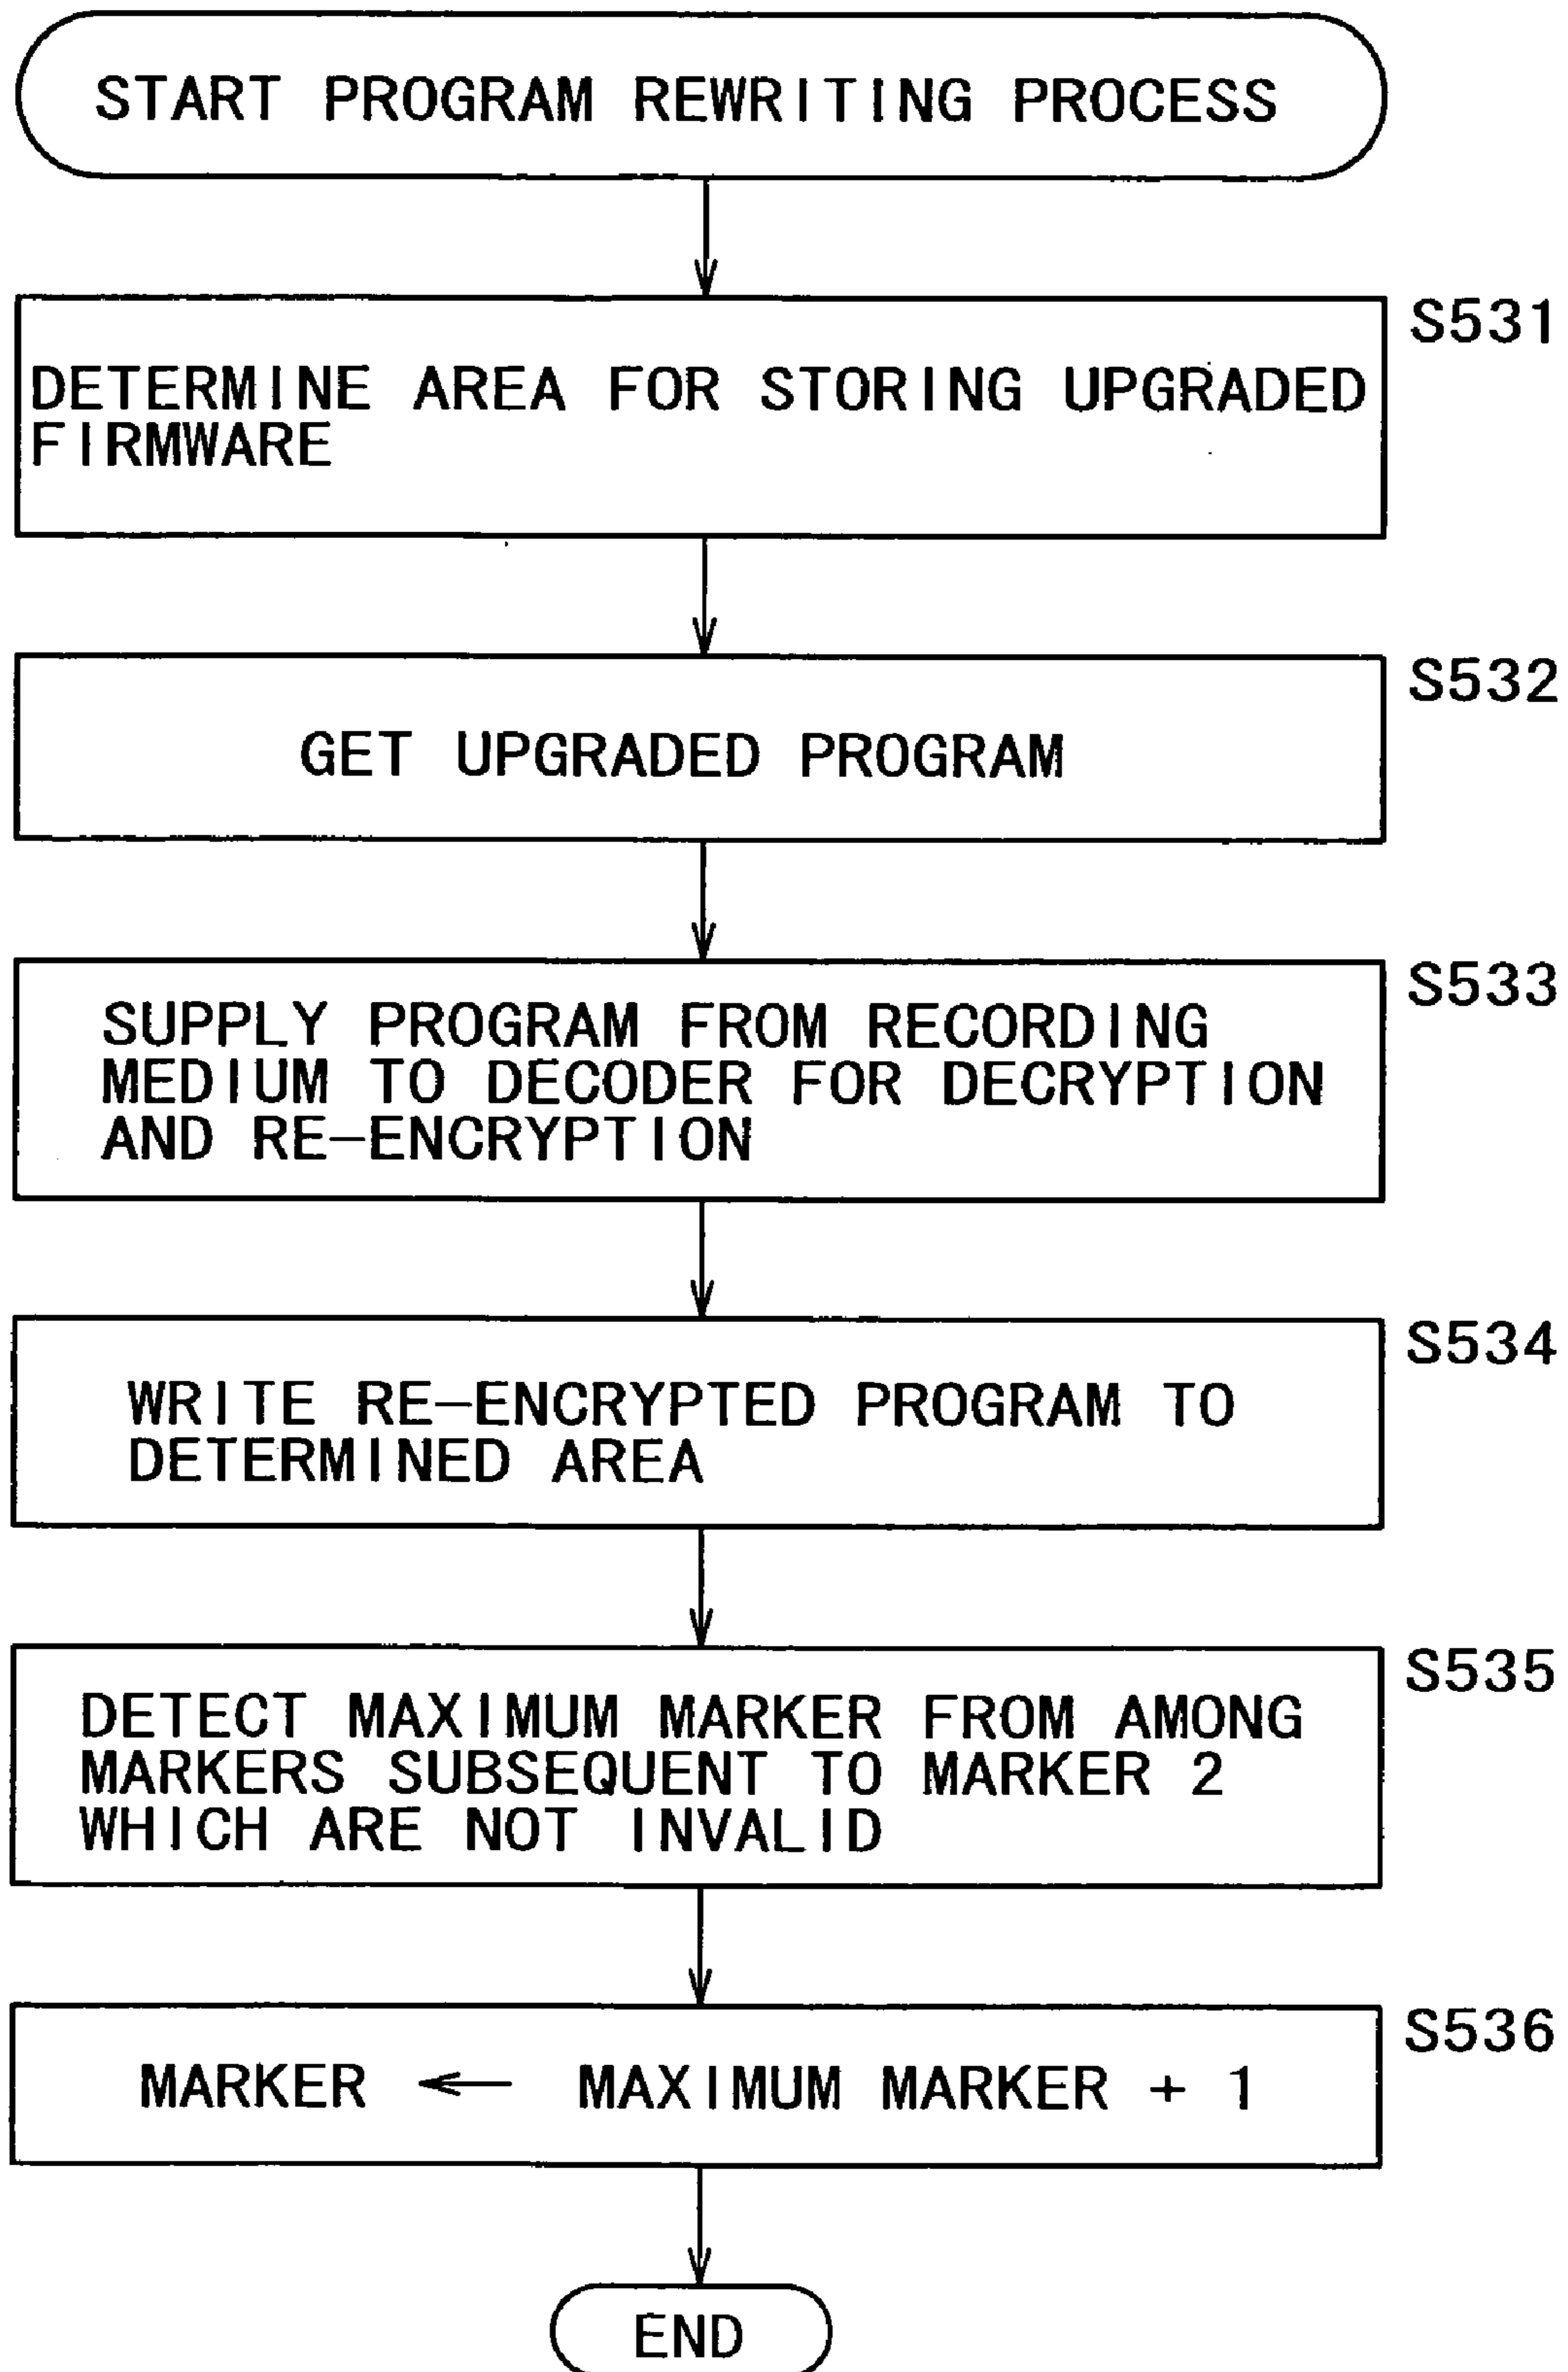 START PROGRAM REWRITING PROCESS
S531
DETERMINE AREA FOR STORING UPGRADED
FIRMWARE
S532
GET UPGRADED PROGRAM
S533
SUPPLY PROGRAM FROM RECORDING
MEDIUM TO DECODER FOR DECRYPTION
AND RE-ENCRYPTION
S534
WRITE RE-ENCRYPTED PROGRAM TO
DETERMINED AREA
S535
DETECT MAXIMUM MARKER FROM AMONG
MARKERS SUBSEQUENT TO MARKER 2
WHICH ARE NOT INVALID
S536
MARKER ← MAXIMUM MARKER + 1
END